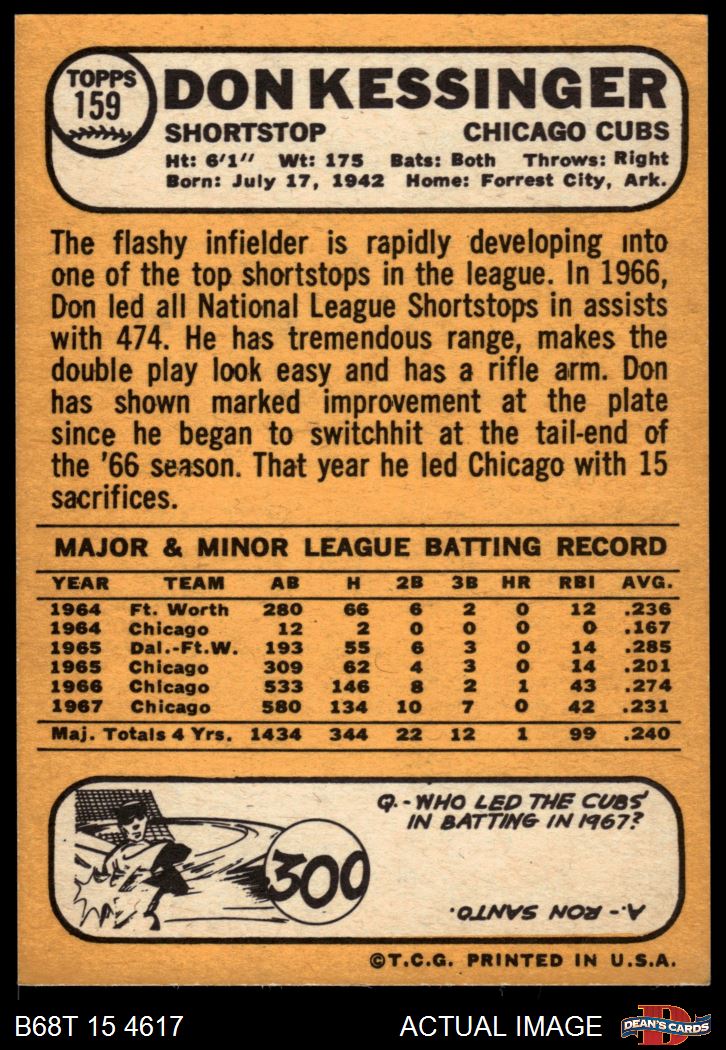 TOPPS
159
DON KESSINGER
SHORTSTOP CHICAGO CUBS
Ht: 6'1" Wt: 175 Bats: Both Throws: Right
Born: July 17, 1942 Home: Forrest City, Ark.
The flashy infielder is rapidly developing into
one of the top shortstops in the league. In 1966,
Don led all National League Shortstops in assists
with 474. He has tremendous range, makes the
double play look easy and has a rifle arm. Don
has shown marked improvement at the plate
since he began to switchhit at the tail-end of
the '66 season. That year he led Chicago with 15
sacrifices.
MAJOR & MINOR LEAGUE BATTING RECORD
YEAR TEAM AB H 2B 3B HR RBI AVG.
1964 Ft. Worth 280 66 6 2 0 12 .236
1964 Chicago 12 2 0 0 0 0 .167
1965 Dal.-Ft.W. 193 55 6 3 0 14 .285
1965 Chicago 309 62 4 3 0 14 .201
1966 Chicago 533 146 8 2 1 43 .274
1967 Chicago 580 134 10 7 0 42 .231
Maj. Totals 4 Yrs. 1434 344 22 12 1 99 .240
Q.-WHO LED THE CUBS
IN BATTING IN 1967?
300
A.- RON SANTO.
©T.C.G. PRINTED IN U.S.A.
B68T 15 4617 ACTUAL IMAGE
D
DEAN'S CARDS